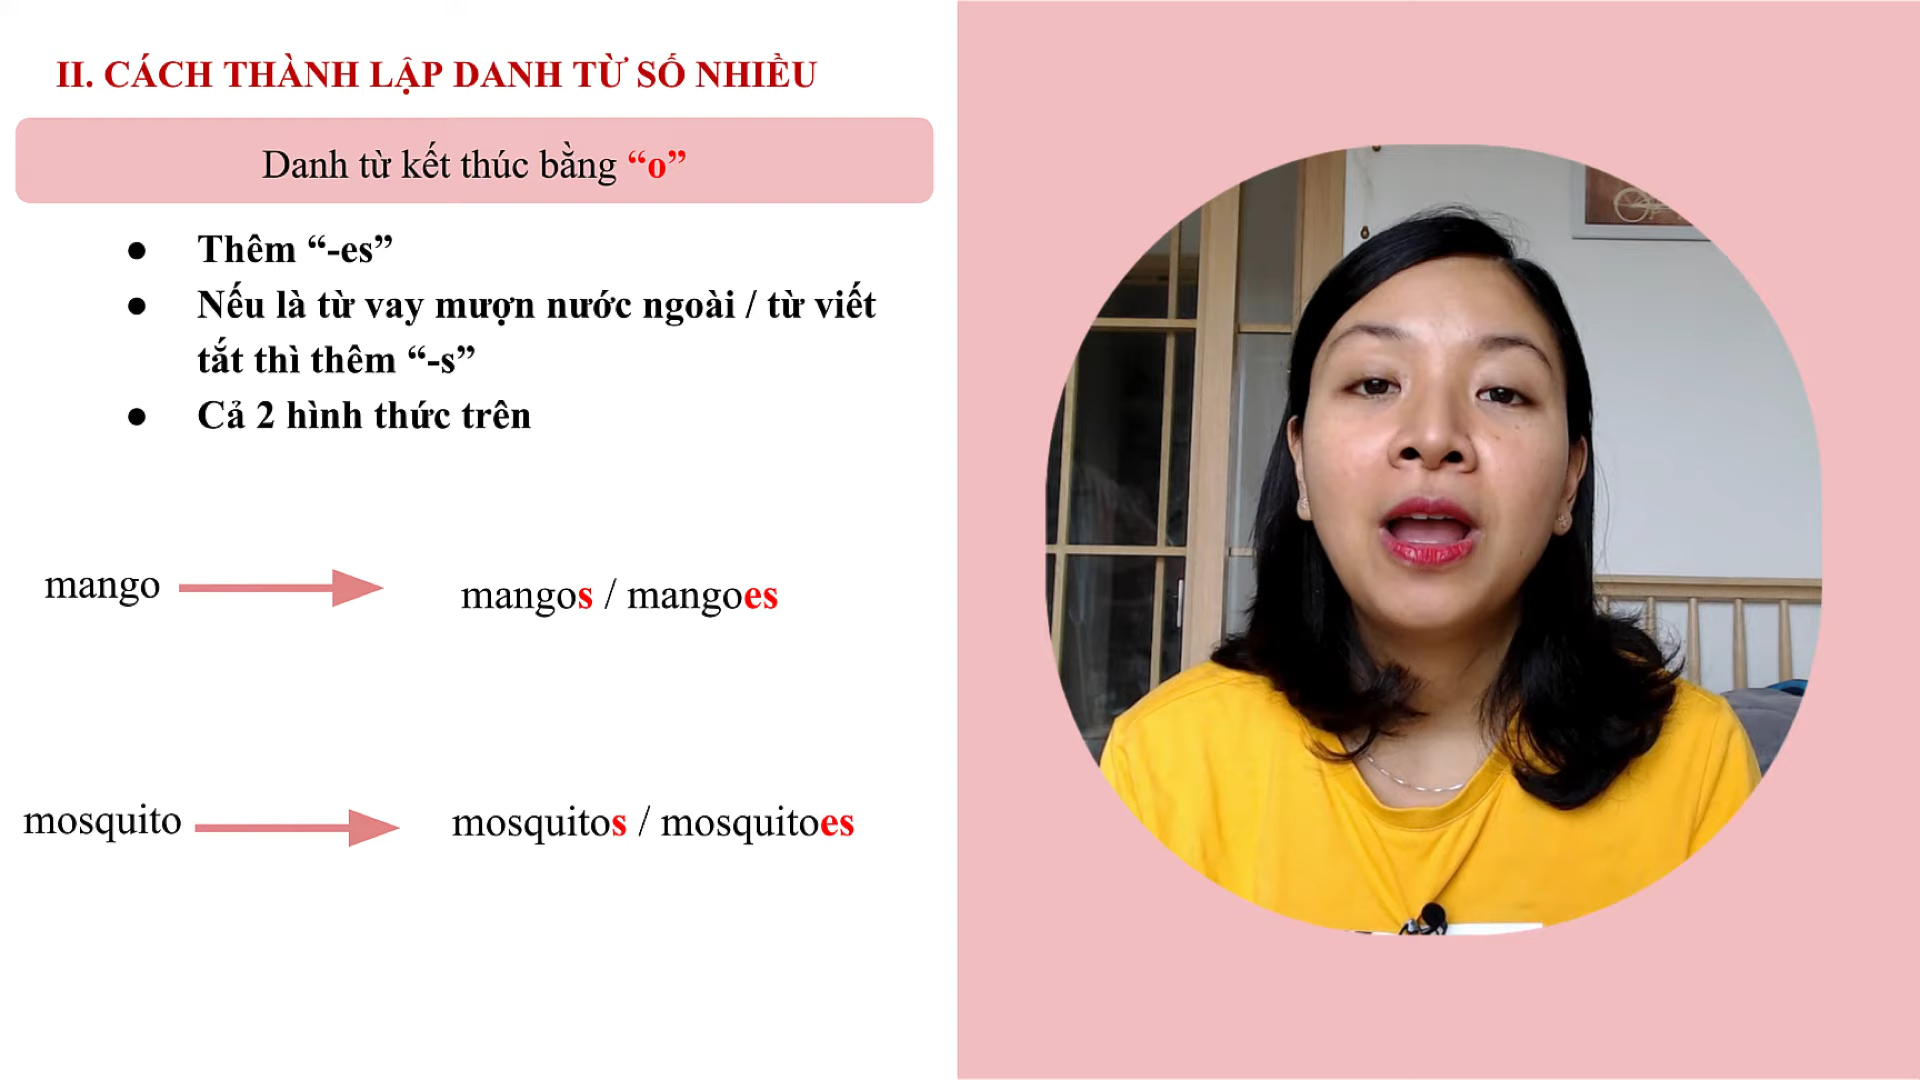 II. CÁCH THÀNH LẬP DANH TỪ SỐ NHIỀU
Danh từ kết thúc bằng “o”
● Thêm “-es”
● Nếu là từ vay mượn nước ngoài / từ viết
tắt thì thêm “-s”
● Cả 2 hình thức trên
mango
mangos / mangoes
mosquito
mosquitos / mosquitoes